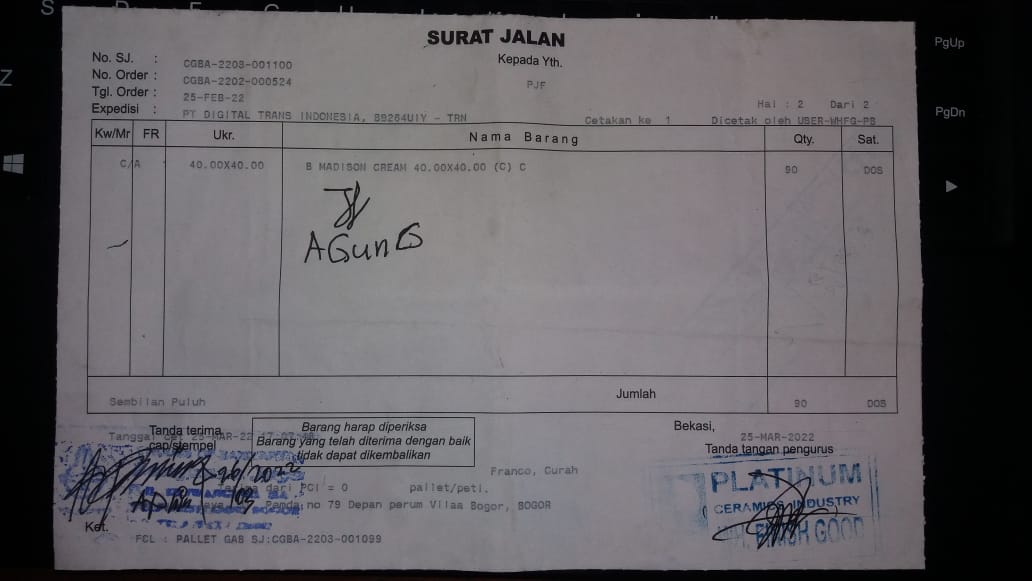 SURAT JALAN
No. SJ. : CGBA-2203-001100
Kepada Yth.
No. Order : CGBA-2202-000524
PJF
Tgl. Order : 25-FEB-22
Hal : 2 Dari 2
Expedisi : PT DIGITAL TRANS INDONESIA, B9264UIY - TRN
Cetakan ke 1 Dicetak oleh USER-WHFG-PS
Kw/Mr FR Ukr. Nama Barang Qty. Sat.
C/A 40.00X40.00 B MADISON CREAM 40.00X40.00 (C) C 90 DOS
AGunG
Jumlah
Sembilan Puluh 90 DOS
Tanda terima
cap/stempel
Barang harap diperiksa
Barang yang telah diterima dengan baik
tidak dapat dikembalikan
Bekasi,
25-MAR-2022
Tanda tangan pengurus
Tanggal 25-MAR-22
26/2022
03
Franco, Curah
dari PCI = 0 pallet/peti.
Pemda no 79 Depan perum Villaa Bogor, BOGOR
Ket.
FCL : PALLET GAB SJ:CGBA-2203-001099
PLATINUM
CERAMICS INDUSTRY
WH. FINISH GOOD
PgUp
PgDn